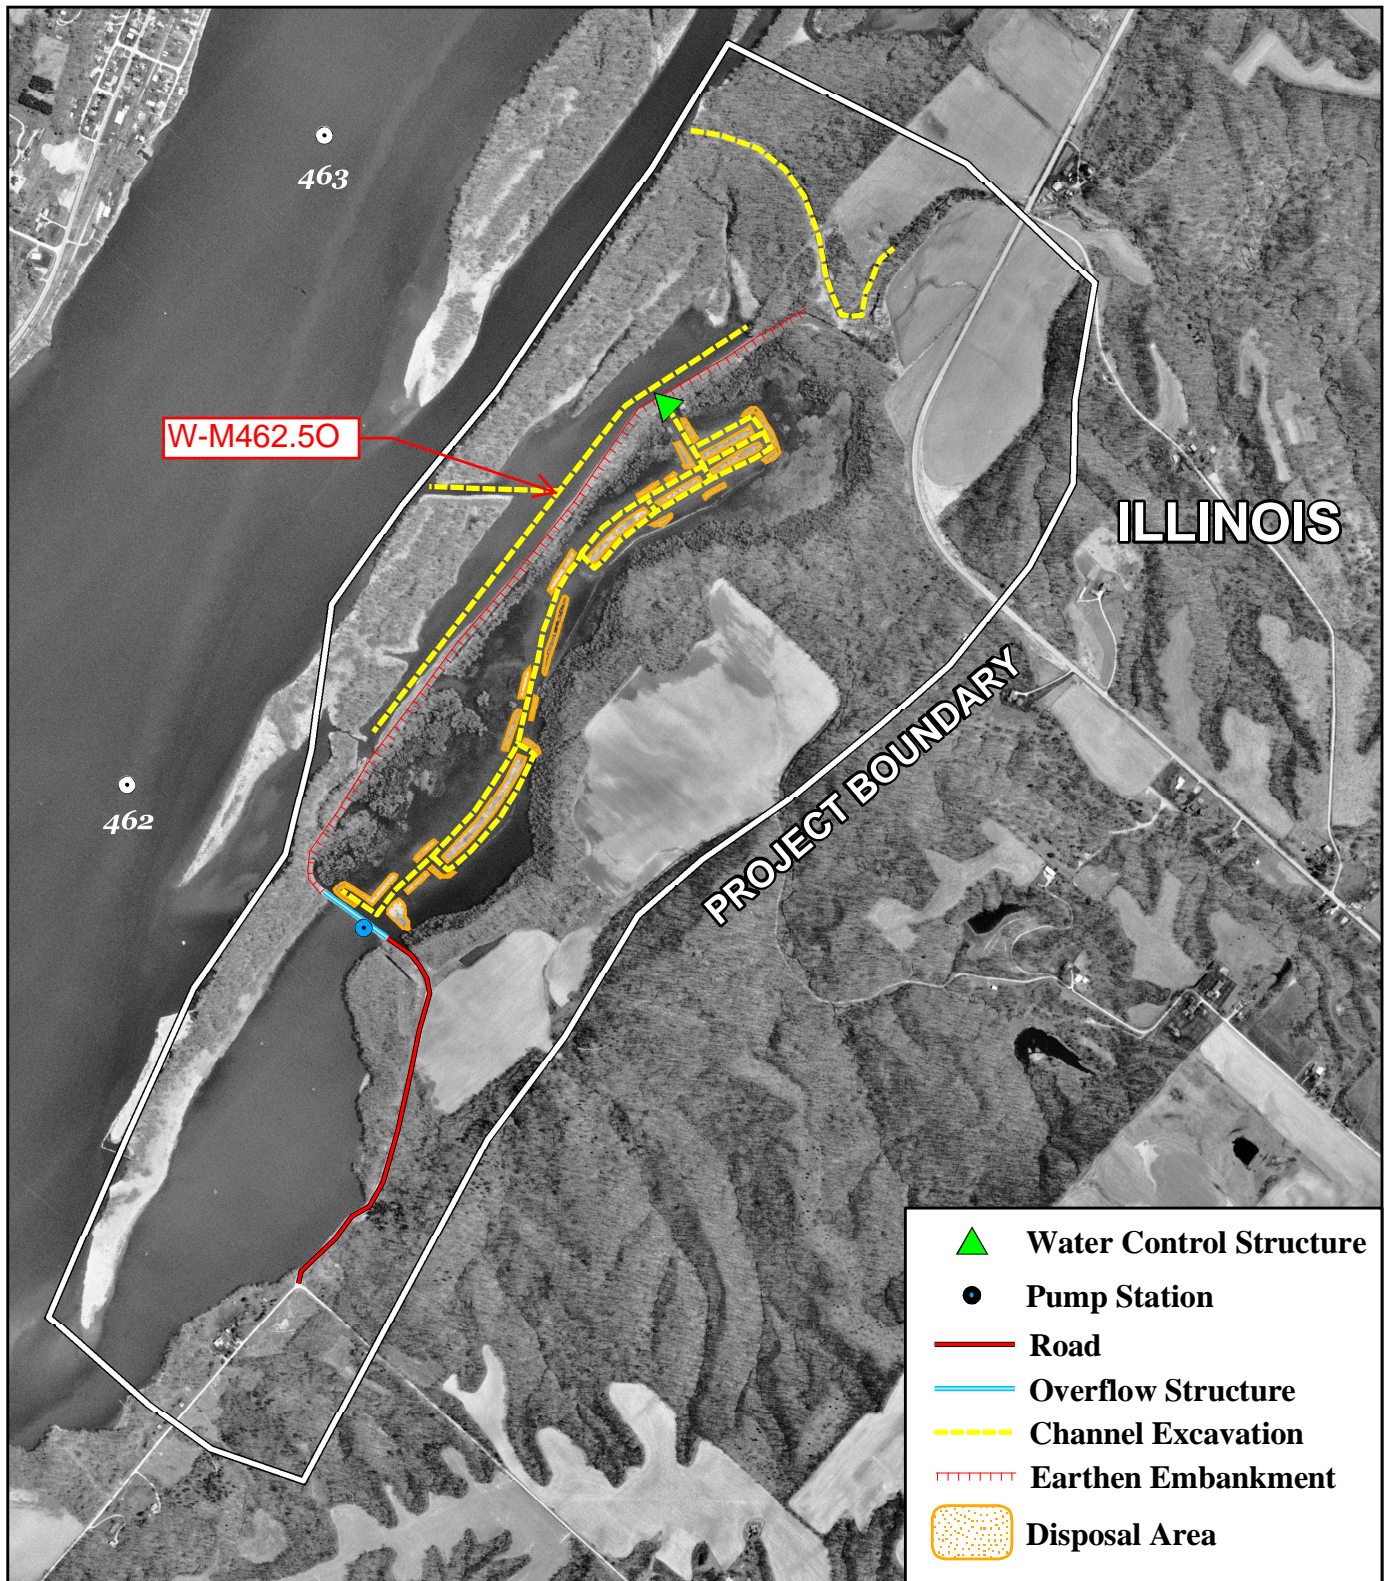 463
W-M462.5O
ILLINOIS
PROJECT BOUNDARY
462
Water Control Structure
Pump Station
Road
Overflow Structure
Channel Excavation
Earthen Embankment
Disposal Area